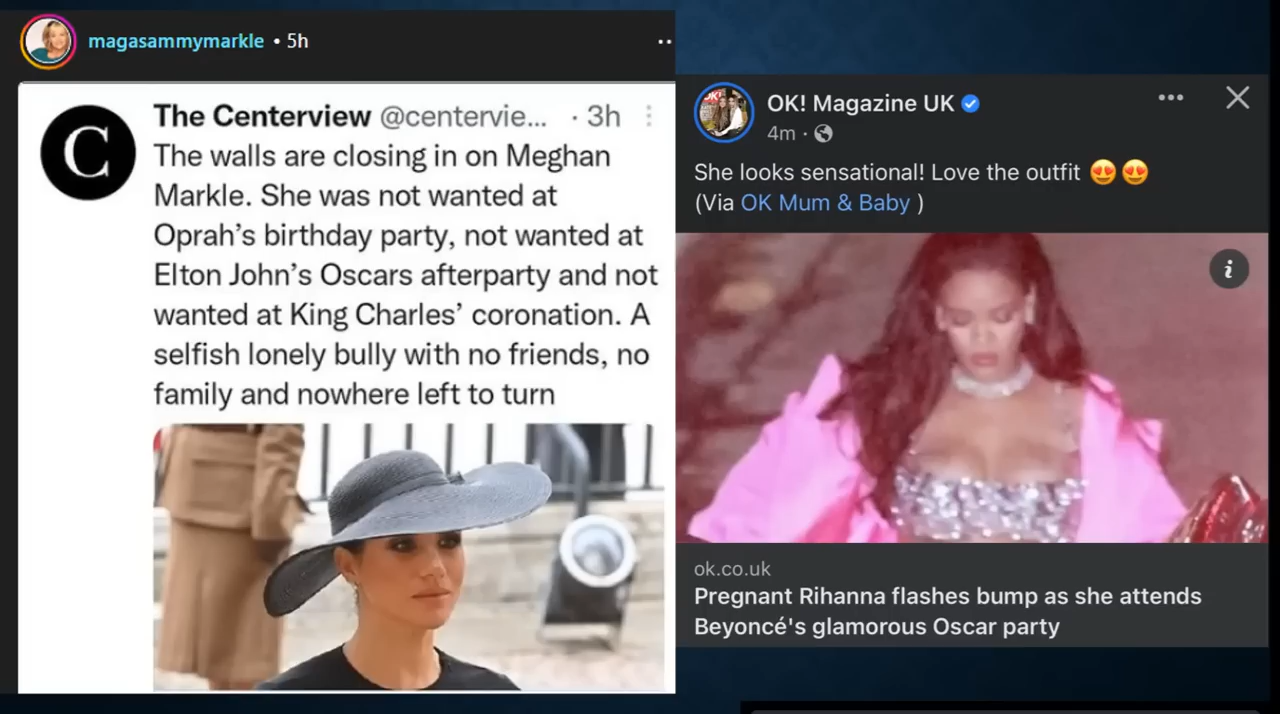 magasammymarkle • 5h
The Centerview @centervie... · 3h
The walls are closing in on Meghan
Markle. She was not wanted at
Oprah's birthday party, not wanted at
Elton John's Oscars afterparty and not
wanted at King Charles' coronation. A
selfish lonely bully with no friends, no
family and nowhere left to turn
OK! Magazine UK
4m ·
She looks sensational! Love the outfit 😍😍
(Via OK Mum & Baby )
ok.co.uk
Pregnant Rihanna flashes bump as she attends
Beyoncé's glamorous Oscar party